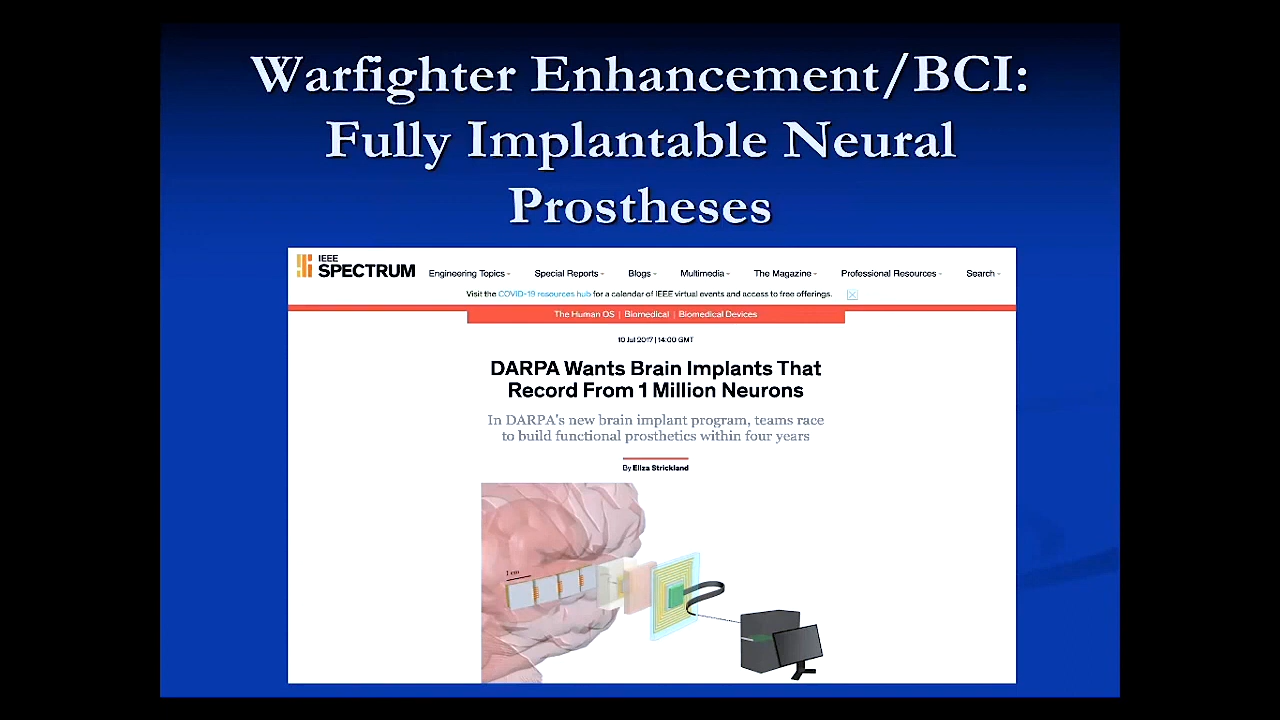 Warfighter Enhancement/BCI:
Fully Implantable Neural
Prostheses
IEEE
SPECTRUM
Engineering Topics Special Reports Blogs Multimedia The Magazine Professional Resources Search
Visit the COVID-19 resources hub for a calendar of IEEE virtual events and access to free offerings.
The Human OS | Biomedical | Biomedical Devices
10 Jul 2017 | 14:00 GMT
DARPA Wants Brain Implants That
Record From 1 Million Neurons
In DARPA's new brain implant program, teams race
to build functional prosthetics within four years
By Eliza Strickland
1 cm